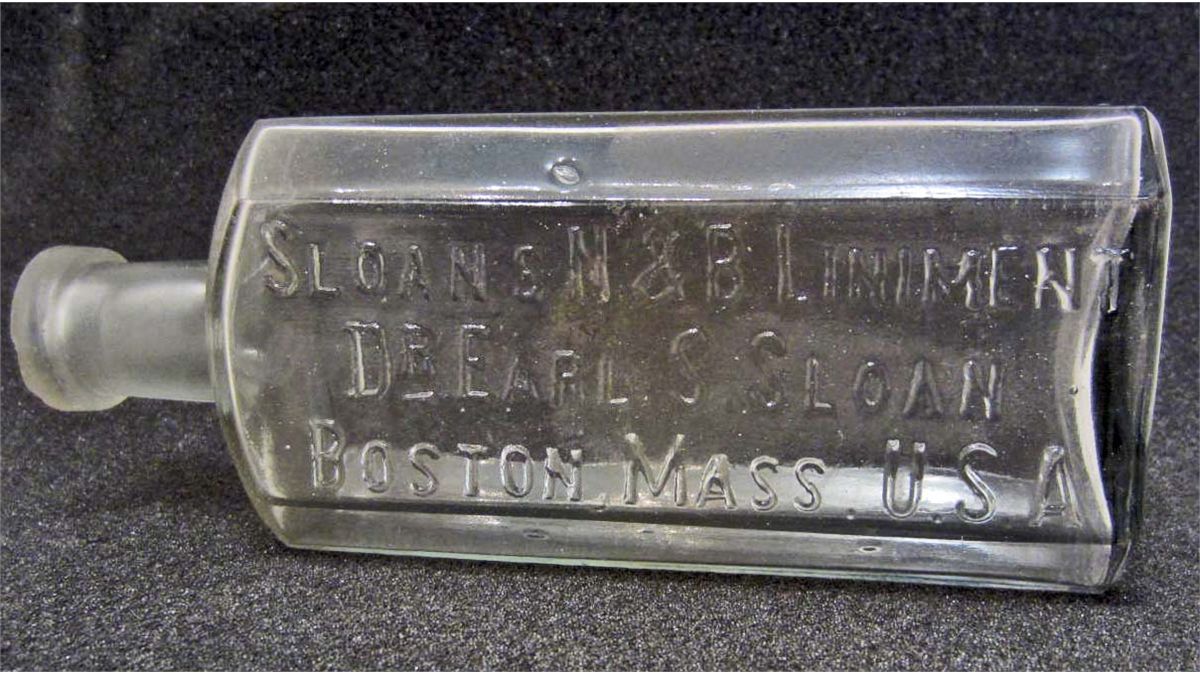 SLOANS N & B LINIMENT
DR EARL S. SLOAN
BOSTON. MASS. U.S.A